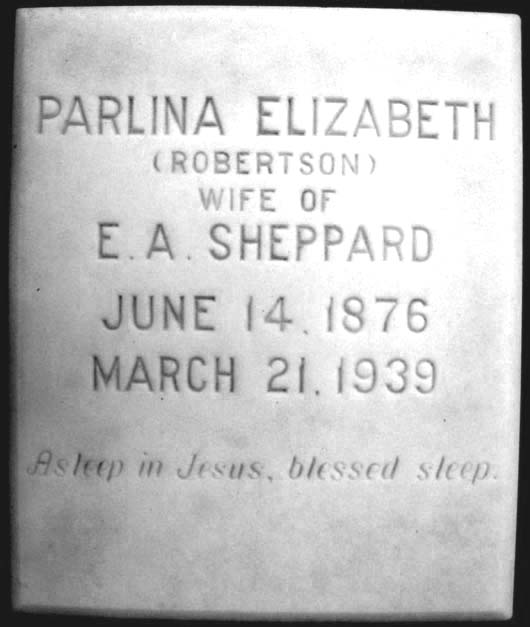 PARLINA ELIZABETH
(ROBERTSON)
WIFE OF
E. A. SHEPPARD
JUNE 14, 1876
MARCH 21, 1939
Asleep in Jesus, blessed sleep.